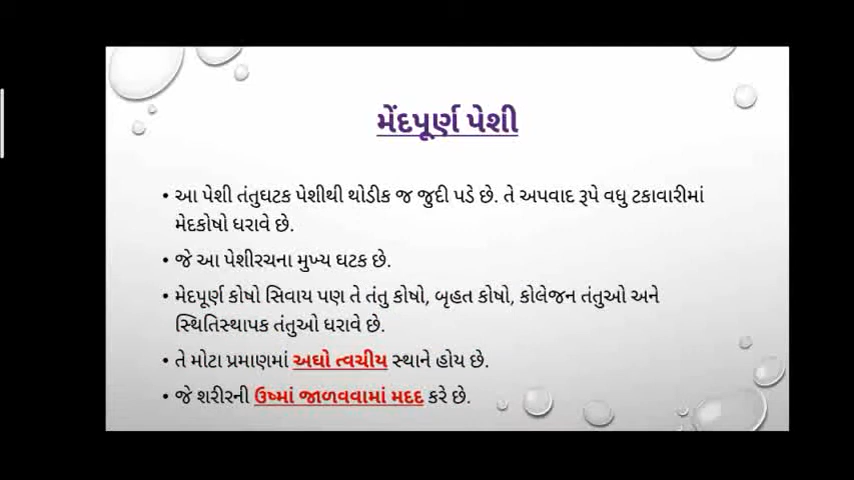 મેંદપૂર્ણ પેશી
• આ પેશી તંતુઘટક પેશીથી થોડીક જ જુદી પડે છે. તે અપવાદ રૂપે વધુ ટકાવારીમાં
મેદકોષો ધરાવે છે.
• જે આ પેશીરચના મુખ્ય ઘટક છે.
• મેદપૂર્ણ કોષો સિવાય પણ તે તંતુ કોષો, બૃહત કોષો, કોલેજન તંતુઓ અને
સ્થિતિસ્થાપક તંતુઓ ધરાવે છે.
• તે મોટા પ્રમાણમાં અઘો ત્વચીય સ્થાને હોય છે.
• જે શરીરની ઉષ્માં જાળવવામાં મદદ કરે છે.